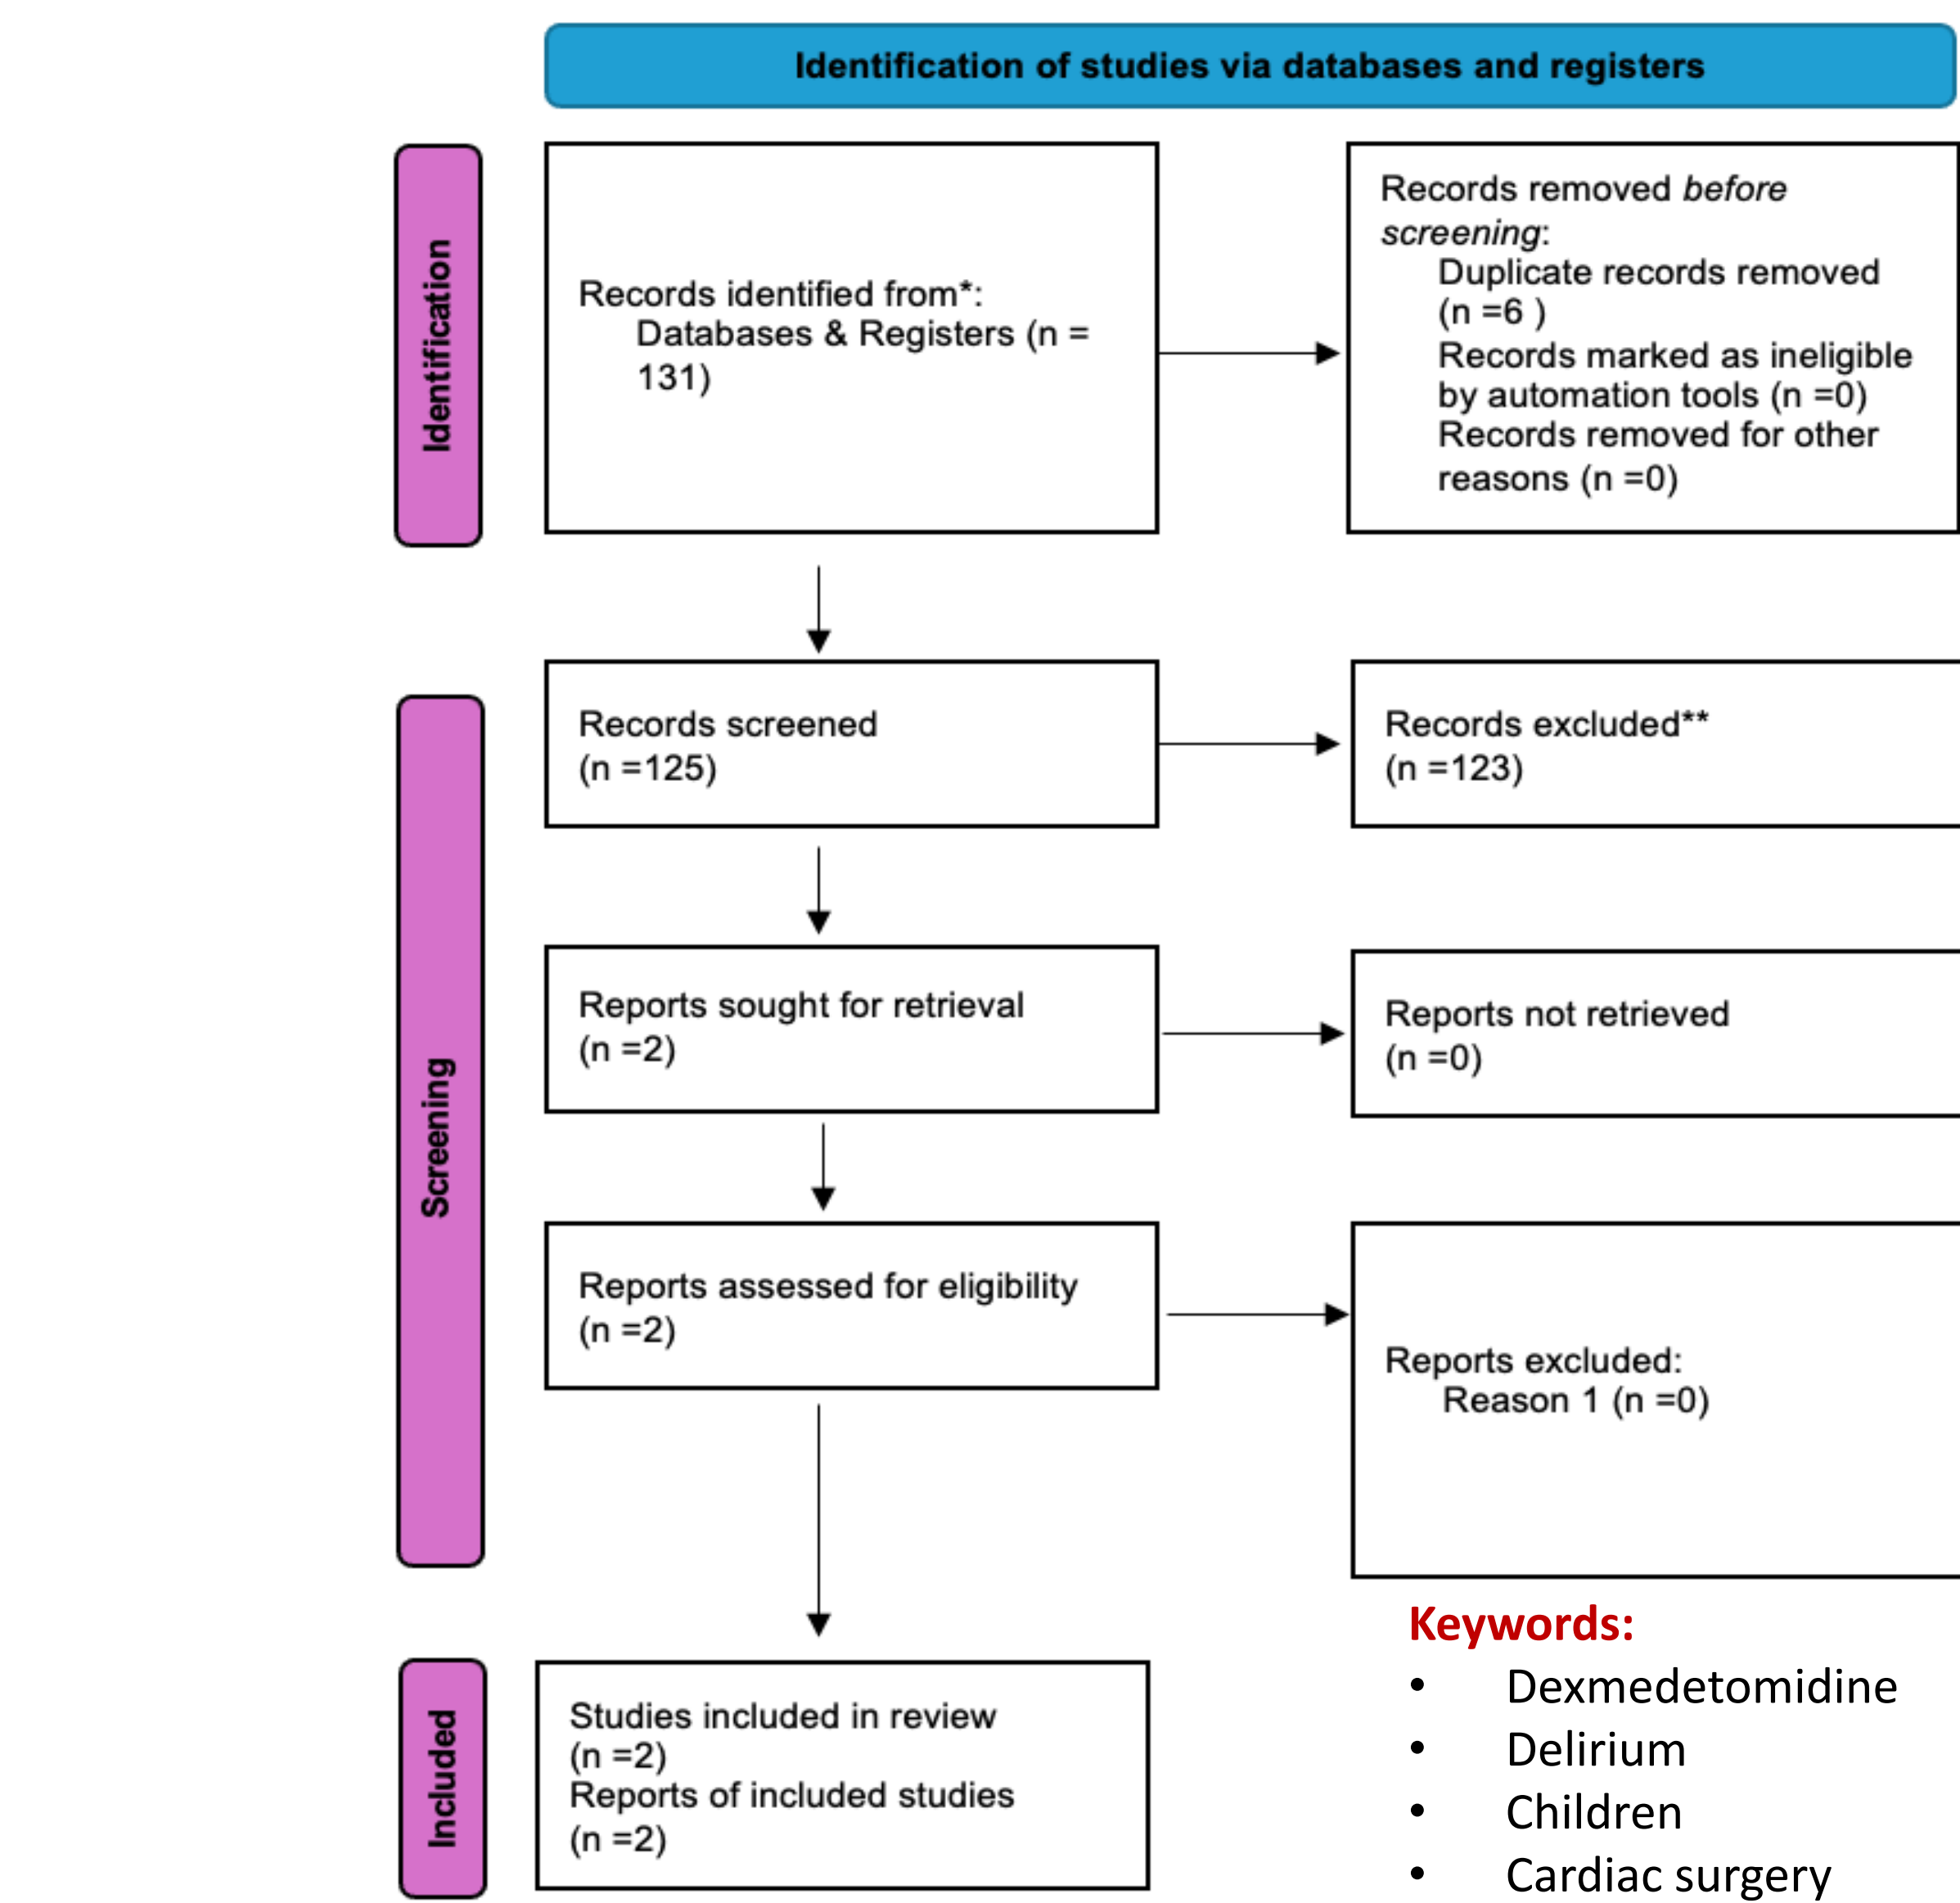 Identification of studies via databases and registers
Identification
Records identified from*:
Databases & Registers (n =
131)
Records removed before
screening:
Duplicate records removed
(n =6 )
Records marked as ineligible
by automation tools (n =0)
Records removed for other
reasons (n =0)
Screening
Records screened
(n =125)
Records excluded**
(n =123)
Reports sought for retrieval
(n =2)
Reports not retrieved
(n =0)
Reports assessed for eligibility
(n =2)
Reports excluded:
Reason 1 (n =0)
Included
Studies included in review
(n =2)
Reports of included studies
(n =2)
Keywords:
• Dexmedetomidine
• Delirium
• Children
• Cardiac surgery